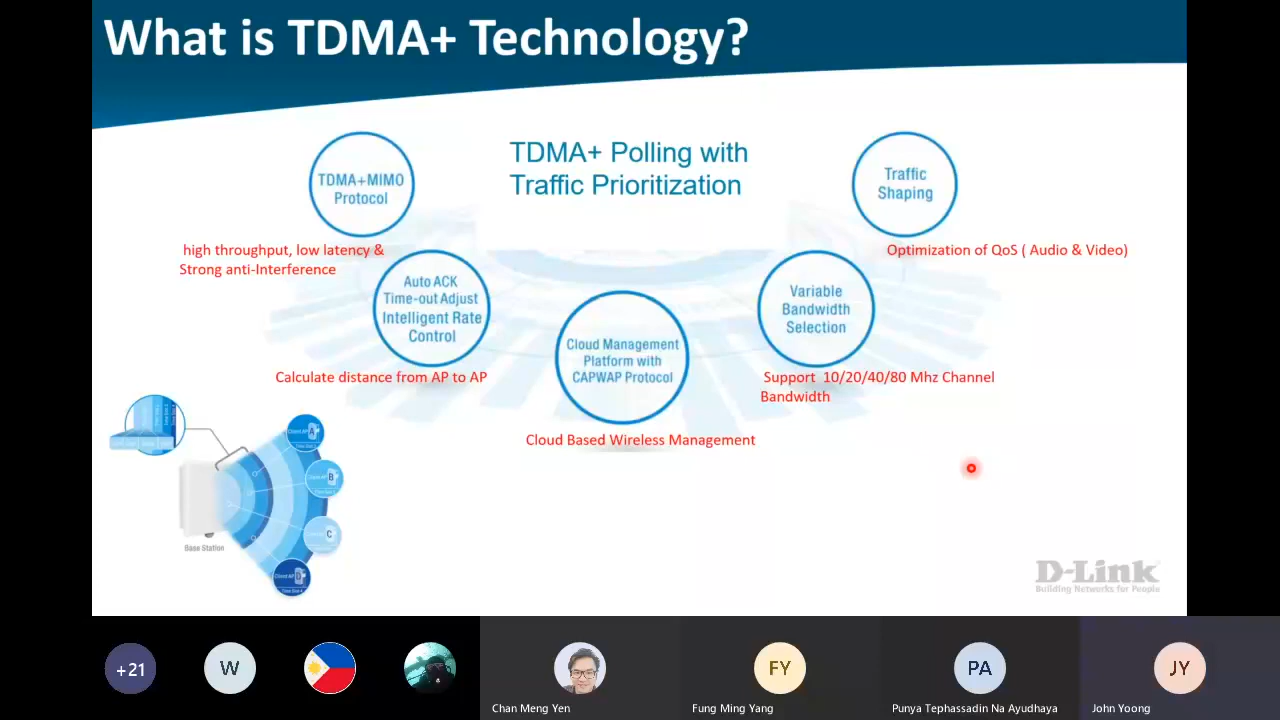 What is TDMA+ Technology?
TDMA+ Polling with
Traffic Prioritization
TDMA+MIMO
Protocol
high throughput, low latency &
Strong anti-Interference
Auto ACK
Time-out Adjust
Intelligent Rate
Control
Calculate distance from AP to AP
Cloud Management
Platform with
CAPWAP Protocol
Cloud Based Wireless Management
Variable
Bandwidth
Selection
Support 10/20/40/80 Mhz Channel
Bandwidth
Traffic
Shaping
Optimization of QoS ( Audio & Video)
A
B
C
Client AP D
Base Station
D-Link
Building Networks for People
+21
W
FY
PA
JY
Chan Meng Yen
Fung Ming Yang
Punya Tephassadin Na Ayudhaya
John Yoong